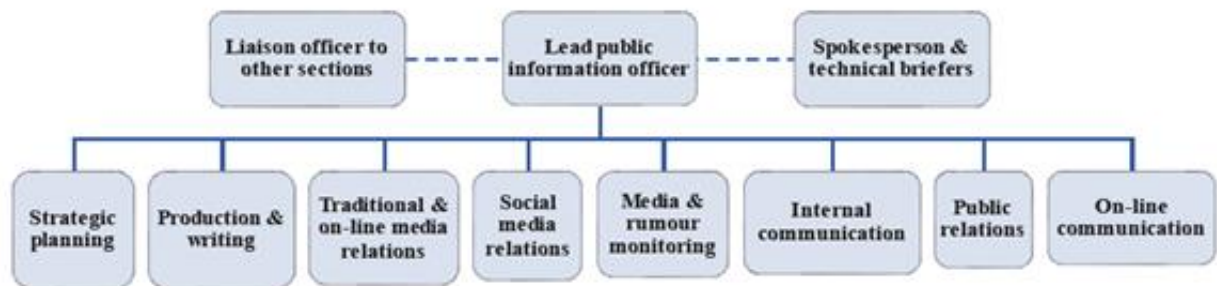 Liaison officer to
other sections
Lead public
information officer
Spokesperson &
technical briefers
Strategic
planning
Production &
writing
Traditional &
on-line media
relations
Social
media
relations
Media &
rumour
monitoring
Internal
communication
Public
relations
On-line
communication